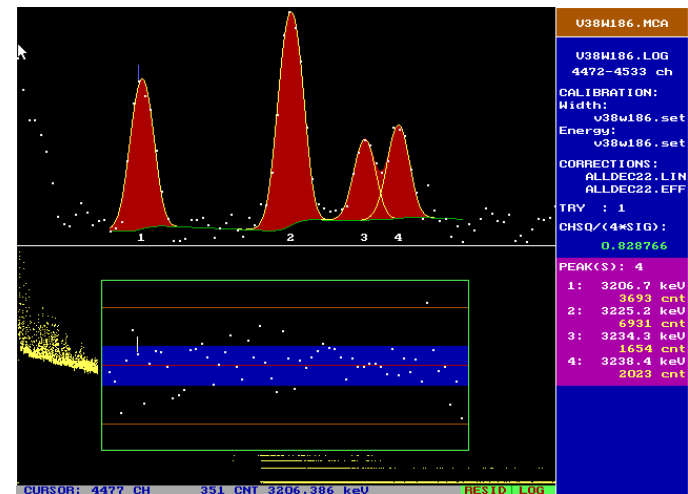 V38W186.MCA
V38W186.LOG
4472-4533 ch
CALIBRATION:
Width:
v38w186.set
Energy:
v38w186.set
CORRECTIONS:
ALLDEC22.LIN
ALLDEC22.EFF
TRY : 1
CHSQ/(4*SIG):
0.828766
PEAK(S): 4
1: 3206.7 keV
3693 cnt
2: 3225.2 keV
6931 cnt
3: 3234.3 keV
1654 cnt
4: 3238.4 keV
2023 cnt
1 2 3 4
CURSOR: 4477 CH 351 CNT 3206.386 keV RESID LOG